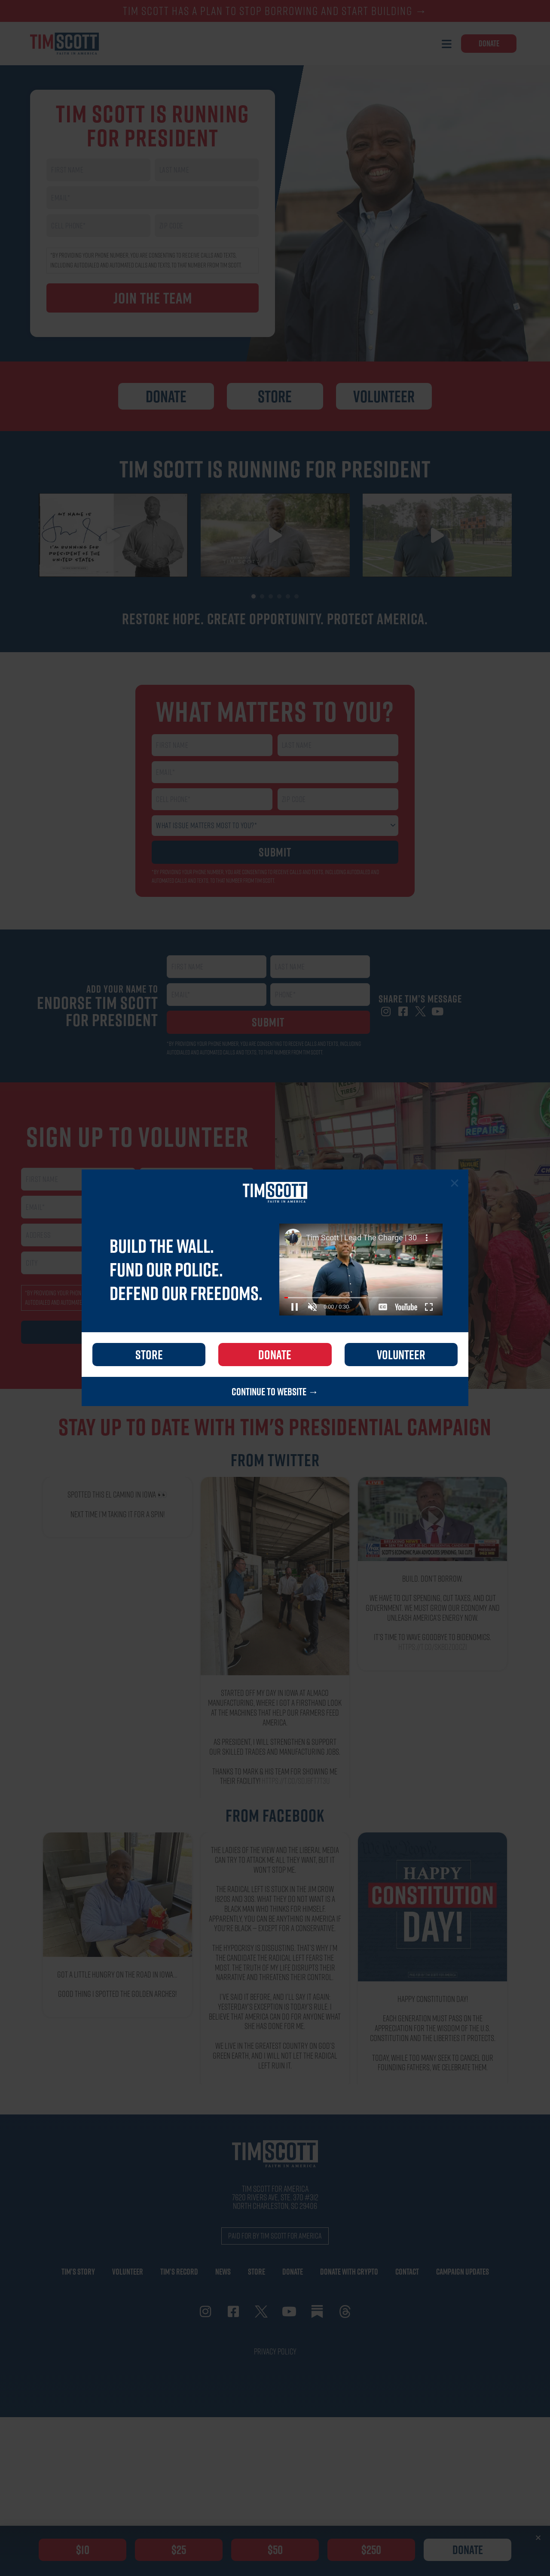 TIM SCOTT HAS A PLAN TO STOP BORROWING AND START BUILDING →
TIM SCOTT
DONATE
TIM SCOTT IS RUNNING
FOR PRESIDENT
FIRST NAME*
LAST NAME*
EMAIL*
CELL PHONE*
ZIP CODE*
JOIN THE TEAM
DONATE
STORE
VOLUNTEER
TIM SCOTT IS RUNNING FOR PRESIDENT
MY NAME IS
I'M RUNNING FOR
PRESIDENT OF THE
UNITED STATES
RESTORE HOPE. CREATE OPPORTUNITY. PROTECT AMERICA.
WHAT MATTERS TO YOU?
FIRST NAME*
LAST NAME*
EMAIL*
CELL PHONE*
ZIP CODE*
WHAT ISSUE MATTERS MOST TO YOU?*
SUBMIT
ADD YOUR NAME TO
ENDORSE TIM SCOTT
FOR PRESIDENT
FIRST NAME*
LAST NAME*
EMAIL*
PHONE*
SUBMIT
SHARE TIM'S MESSAGE
SIGN UP TO VOLUNTEER
CAR
REPAIRS
TIM SCOTT
FAITH IN AMERICA
BUILD THE WALL.
FUND OUR POLICE.
DEFEND OUR FREEDOMS.
Tim Scott | Lead The Charge | 30
0:00 / 0:30
YouTube
STORE
DONATE
VOLUNTEER
CONTINUE TO WEBSITE →
STAY UP TO DATE WITH TIM'S PRESIDENTIAL CAMPAIGN
FROM TWITTER
SPOTTED THIS EL CAMINO IN IOWA 👀
NEXT TIME I'M TAKING IT FOR A SPIN!
STARTED OFF MY DAY IN IOWA AT ALMACO
MANUFACTURING, WHERE I GOT A FIRSTHAND LOOK
AT THE MACHINES THAT HELP OUR FARMERS FEED
AMERICA.
AS PRESIDENT, I WILL STRENGTHEN & SUPPORT
OUR SKILLED TRADES AND MANUFACTURING JOBS.
THANKS TO MARK & HIS TEAM FOR SHOWING ME
THEIR FACILITY!
BUILD, DON'T BORROW.
WE HAVE TO CUT SPENDING, CUT TAXES, AND CUT
GOVERNMENT. WE MUST GROW OUR ECONOMY AND
UNLEASH AMERICA'S ENERGY NOW.
IT'S TIME TO WAVE GOODBYE TO BIDENOMICS.
FROM FACEBOOK
GOT A LITTLE HUNGRY ON THE ROAD IN IOWA…
GOOD THING I SPOTTED THE GOLDEN ARCHES!
THE LADIES OF THE VIEW AND THE LIBERAL MEDIA
CAN TRY TO ATTACK ME ALL THEY WANT, BUT IT
WON'T STOP ME.
THE RADICAL LEFT IS STUCK IN THE JIM CROW
WHAT THEY DO NOT WANT IS A
BLACK MAN WHO THINKS FOR HIMSELF.
APPARENTLY, YOU CAN BE ANYTHING IN AMERICA IF
YOU'RE BLACK – EXCEPT FOR A CONSERVATIVE.
THE HYPOCRISY IS DISGUSTING. THAT'S WHY I'M
THE CANDIDATE THE RADICAL LEFT FEARS THE
MOST: THE TRUTH OF MY LIFE DISRUPTS THEIR
NARRATIVE AND THREATENS THEIR CONTROL.
I'VE SAID IT BEFORE, AND I'LL SAY IT AGAIN:
YESTERDAY'S EXCEPTION IS TODAY'S RULE. I
BELIEVE THAT AMERICA CAN DO FOR ANYONE WHAT
SHE HAS DONE FOR ME.
WE LIVE IN THE GREATEST COUNTRY ON GOD'S
GREEN EARTH, AND I WILL NOT LET THE RADICAL
LEFT RUIN IT.
HAPPY
CONSTITUTION
DAY!
HAPPY CONSTITUTION DAY!
EACH GENERATION MUST PASS ON THE
APPRECIATION FOR THE WISDOM OF THE U.S.
CONSTITUTION AND THE LIBERTIES IT PROTECTS.
TODAY, WHILE TOO MANY SEEK TO CANCEL OUR
FOUNDING FATHERS, WE CELEBRATE THEM.
TIM SCOTT
FAITH IN AMERICA
TIM SCOTT FOR AMERICA
NORTH CHARLESTON, SC 29406
PAID FOR BY TIM SCOTT FOR AMERICA
TIM'S STORY
VOLUNTEER
TIM'S RECORD
NEWS
STORE
DONATE
DONATE WITH CRYPTO
CONTACT
CAMPAIGN UPDATES
PRIVACY POLICY
$10
$25
$50
$250
DONATE